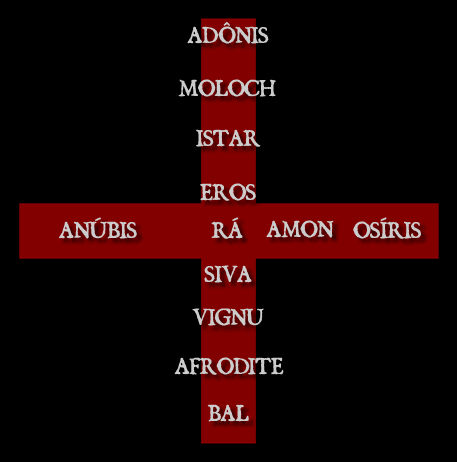 ADÔNIS
MOLOCH
ISTAR
EROS
ANÚBIS RÁ AMON OSÍRIS
SIVA
VIGNU
AFRODITE
BAL